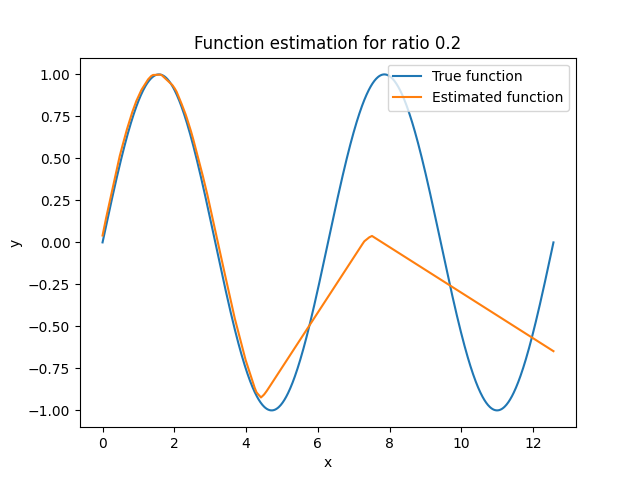 Function estimation for ratio 0.2
True function
Estimated function
1.00
0.75
0.50
0.25
0.00
−0.25
−0.50
−0.75
−1.00
y
0 2 4 6 8 10 12
x